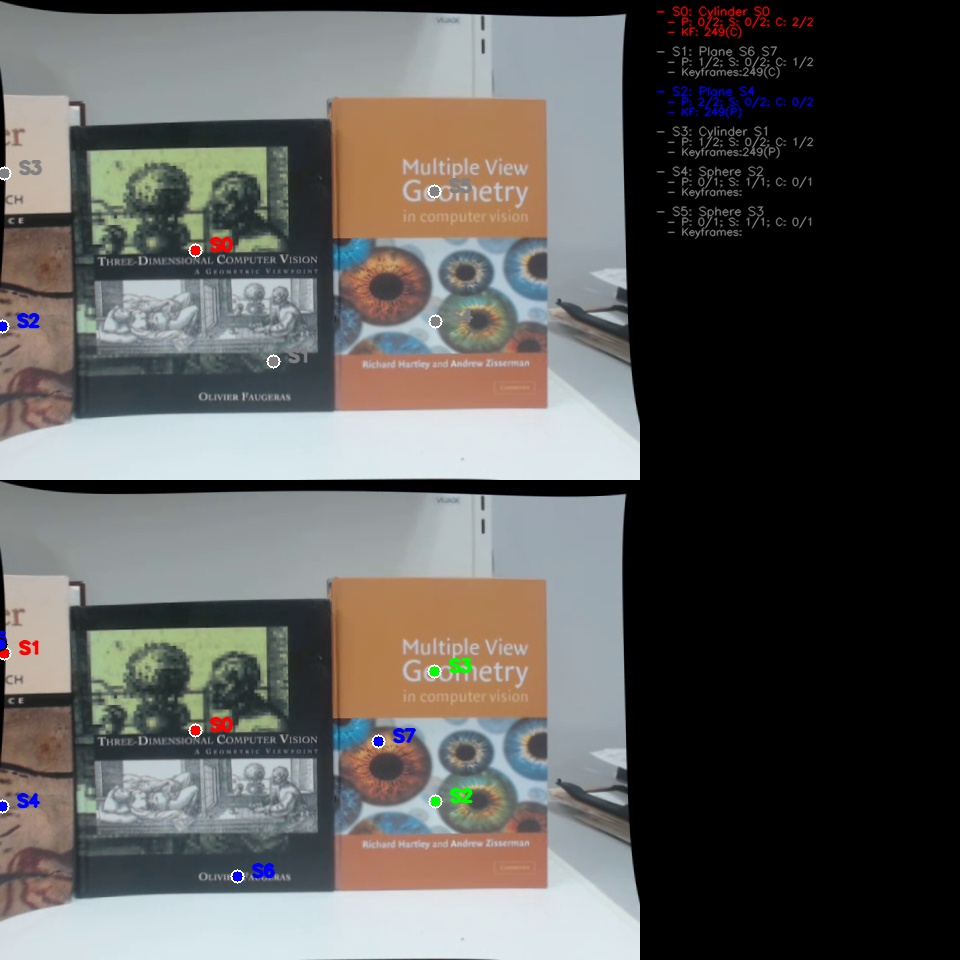 - S0: Cylinder S0
- P: 0/2; S: 0/2; C: 2/2
- KF: 249(C)
- S1: Plane S6 S7
- P: 1/2; S: 0/2; C: 1/2
- Keyframes:249(C)
- S2: Plane S4
- P: 2/2; S: 0/2; C: 0/2
- KF: 249(P)
- S3: Cylinder S1
- P: 1/2; S: 0/2; C: 1/2
- Keyframes:249(P)
- S4: Sphere S2
- P: 0/1; S: 1/1; C: 0/1
- Keyframes:
- S5: Sphere S3
- P: 0/1; S: 1/1; C: 0/1
- Keyframes:
er
S3
CH
CE
S2
S0
THREE-DIMENSIONAL COMPUTER VISION
A GEOMETRIC VIEWPOINT
S1
OLIVIER FAUGERAS
Multiple View
Geometry
in computer vision
Richard Hartley and Andrew Zisserman
er
S1
CH
CE
S4
S0
THREE-DIMENSIONAL COMPUTER VISION
A GEOMETRIC VIEWPOINT
S6
OLIVIER FAUGERAS
Multiple View
S3
Geometry
in computer vision
S7
S2
Richard Hartley and Andrew Zisserman